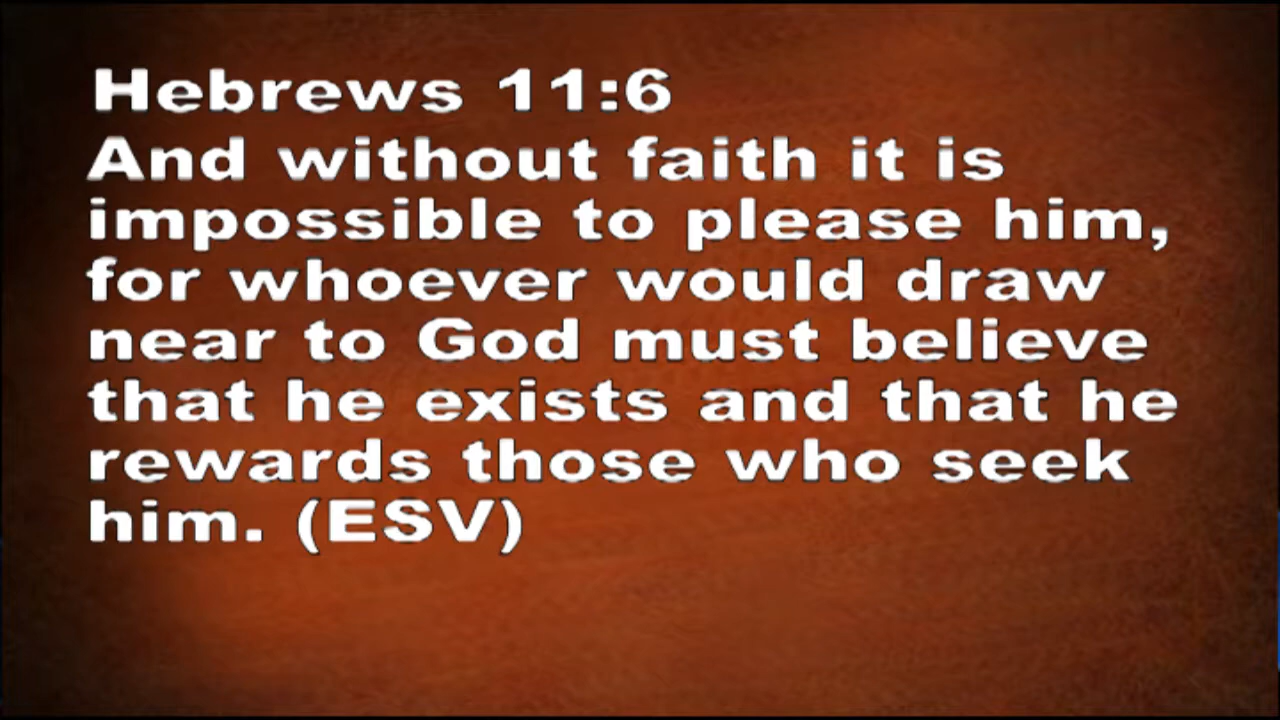 Hebrews 11:6
And without faith it is
impossible to please him,
for whoever would draw
near to God must believe
that he exists and that he
rewards those who seek
him. (ESV)